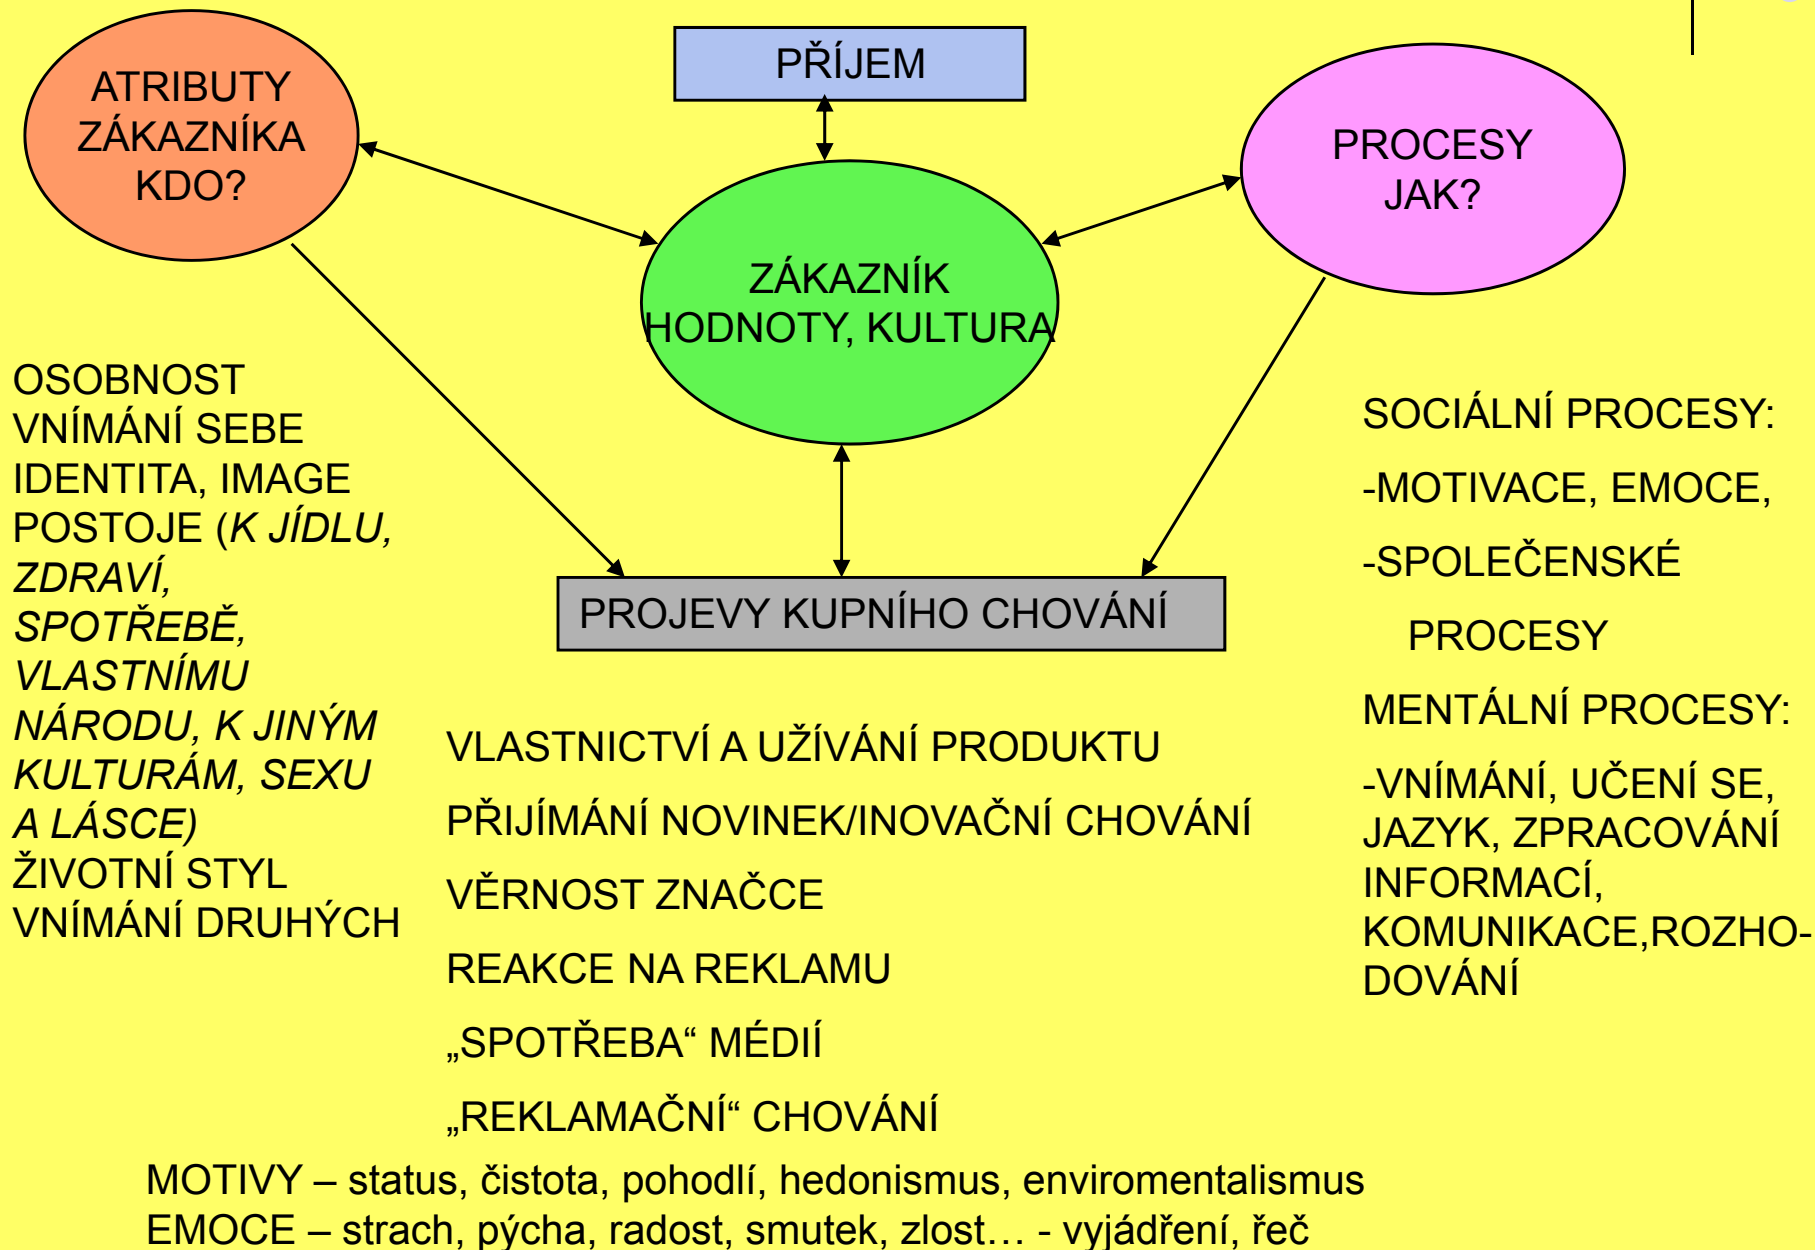 ATRIBUTY
ZÁKAZNÍKA
KDO?
PŘÍJEM
PROCESY
JAK?
ZÁKAZNÍK
HODNOTY, KULTURA
OSOBNOST
VNÍMÁNÍ SEBE
IDENTITA, IMAGE
POSTOJE (K JÍDLU,
ZDRAVÍ,
SPOTŘEBĚ,
VLASTNÍMU
NÁRODU, K JINÝM
KULTURÁM, SEXU
A LÁSCE)
ŽIVOTNÍ STYL
VNÍMÁNÍ DRUHÝCH
PROJEVY KUPNÍHO CHOVÁNÍ
VLASTNICTVÍ A UŽÍVÁNÍ PRODUKTU
PŘIJÍMÁNÍ NOVINEK/INOVAČNÍ CHOVÁNÍ
VĚRNOST ZNAČCE
REAKCE NA REKLAMU
„SPOTŘEBA“ MÉDIÍ
„REKLAMAČNÍ“ CHOVÁNÍ
SOCIÁLNÍ PROCESY:
-MOTIVACE, EMOCE,
-SPOLEČENSKÉ
PROCESY
MENTÁLNÍ PROCESY:
-VNÍMÁNÍ, UČENÍ SE,
JAZYK, ZPRACOVÁNÍ
INFORMACÍ,
KOMUNIKACE,ROZHO-
DOVÁNÍ
MOTIVY – status, čistota, pohodlí, hedonismus, enviromentalismus
EMOCE – strach, pýcha, radost, smutek, zlost… - vyjádření, řeč